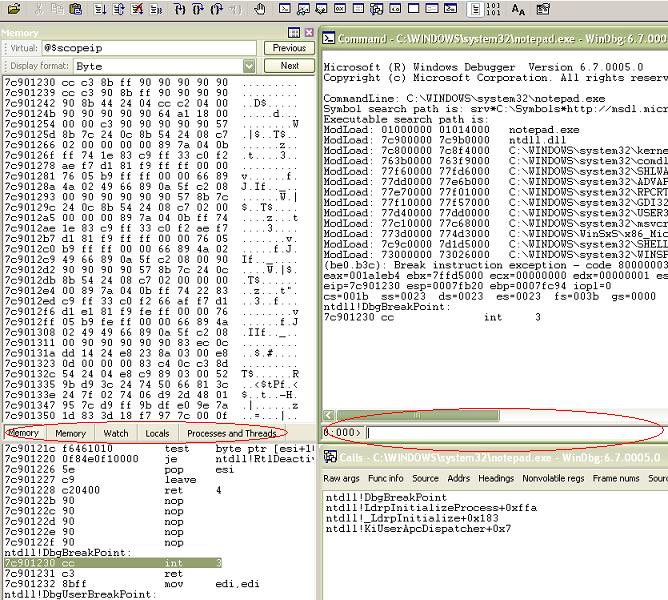 Memory
Virtual: @$scopeip Previous
Display format: Byte Next
7c901230 cc c3 8b ff 90 90 90 90 90 .........
7c901239 cc c3 90 8b ff 90 90 90 90 .........
7c901242 90 8b 44 24 04 cc c2 04 00 ..D$.....
7c90124b 90 90 90 90 90 64 a1 18 00 .....d...
7c901254 00 00 c3 90 90 90 90 90 57 ........W
7c90125d 8b 7c 24 0c 8b 54 24 08 c7 .|$..T$..
7c901266 02 00 00 00 00 89 7a 04 0b ......z..
7c90126f ff 74 1e 83 c9 ff 33 c0 f2 .t....3..
7c901278 ae f7 d1 81 f9 ff ff 00 00 .........
7c901281 76 05 b9 ff ff 00 00 66 89 v......f.
7c90128a 4a 02 49 66 89 0a 5f c2 08 J.If.._..
7c901293 00 90 90 90 90 90 57 8b 7c ......W.|
7c90129c 24 0c 8b 54 24 08 c7 02 00 $..T$....
7c9012a5 00 00 00 89 7a 04 0b ff 74 ....z...t
7c9012ae 1e 83 c9 ff 33 c0 f2 ae f7 ....3....
7c9012b7 d1 81 f9 ff ff 00 00 76 05 .......v.
7c9012c0 b9 ff ff 00 00 66 89 4a 02 .....f.J.
7c9012c9 49 66 89 0a 5f c2 08 00 90 If.._....
7c9012d2 90 90 90 90 57 8b 7c 24 0c ....W.|$.
7c9012db 8b 54 24 08 c7 02 00 00 00 .T$......
7c9012e4 00 89 7a 04 0b ff 74 22 83 ..z...t".
7c9012ed c9 ff 33 c0 f2 66 af f7 d1 ..3..f...
7c9012f6 d1 e1 81 f9 fe ff 00 00 76 ........v
7c9012ff 05 b9 fe ff 00 00 66 89 4a ......f.J
7c901308 02 49 49 66 89 0a 5f c2 08 .IIf.._..
7c901311 00 90 90 90 90 90 83 ec 0c .........
7c90131a dd 14 24 e8 23 8a 03 00 e8 ..$.#....
7c901323 0d 00 00 00 83 c4 0c c3 8d .........
7c90132c 54 24 04 e8 c9 89 03 00 52 T$......R
7c901335 9b d9 3c 24 74 50 66 81 3c ..<$tPf.<
7c90133e 24 7f 02 74 06 d9 2d 48 01 $..t..-H.
7c901347 95 7c d9 ff 9b df e0 9e 7a .|......z
7c901350 1d 83 3d 18 f7 97 7c 00 0f ..=...|..
Memory Memory Watch Locals Processes and Threads
7c90121c f6461010 test byte ptr [esi+1
7c901220 0f84e0f10000 je ntdll!RtlDeactiv
7c901226 5e pop esi
7c901227 c9 leave
7c901228 c20400 ret 4
7c90122b 90 nop
7c90122c 90 nop
7c90122d 90 nop
7c90122e 90 nop
7c90122f 90 nop
ntdll!DbgBreakPoint:
7c901230 cc int 3
7c901231 c3 ret
7c901232 8bff mov edi,edi
ntdll!DbgUserBreakPoint:
Command - C:\WINDOWS\system32\notepad.exe - WinDbg:6.7.0005.0
Microsoft (R) Windows Debugger  Version 6.7.0005.0
Copyright (c) Microsoft Corporation. All rights reserv
CommandLine: C:\WINDOWS\system32\notepad.exe
Symbol search path is: srv*C:\Symbols*http://msdl.micr
Executable search path is:
ModLoad: 01000000 01014000 notepad.exe
ModLoad: 7c900000 7c9b0000 ntdll.dll
ModLoad: 7c800000 7c8f4000 C:\WINDOWS\system32\kerne
ModLoad: 763b0000 763f9000 C:\WINDOWS\system32\comdl
ModLoad: 77f60000 77fd6000 C:\WINDOWS\system32\SHLWA
ModLoad: 77dd0000 77e6b000 C:\WINDOWS\system32\ADVAP
ModLoad: 77e70000 77f01000 C:\WINDOWS\system32\RPCRT
ModLoad: 77f10000 77f57000 C:\WINDOWS\system32\GDI32
ModLoad: 77d40000 77dd0000 C:\WINDOWS\system32\USER3
ModLoad: 77c10000 77c68000 C:\WINDOWS\system32\msvcr
ModLoad: 773d0000 774d3000 C:\WINDOWS\WinSxS\x86_Mic
ModLoad: 7c9c0000 7d1d5000 C:\WINDOWS\system32\SHELL
ModLoad: 73000000 73026000 C:\WINDOWS\system32\WINSP
(be0.b3c): Break instruction exception - code 80000003
eax=001a1eb4 ebx=7ffd5000 ecx=00000000 edx=00000001 es
eip=7c901230 esp=0007fb20 ebp=0007fc94 iopl=0
cs=001b ss=0023 ds=0023 es=0023 fs=003b gs=0000
ntdll!DbgBreakPoint:
7c901230 cc int 3
0:000>
Calls - C:\WINDOWS\system32\notepad.exe - WinDbg:6.7.0005.0
Raw args Func info Source Addrs Headings Nonvolatile regs Frame nums Sourc
ntdll!DbgBreakPoint
ntdll!LdrpInitializeProcess+0xffa
ntdll!_LdrpInitialize+0x183
ntdll!KiUserApcDispatcher+0x7